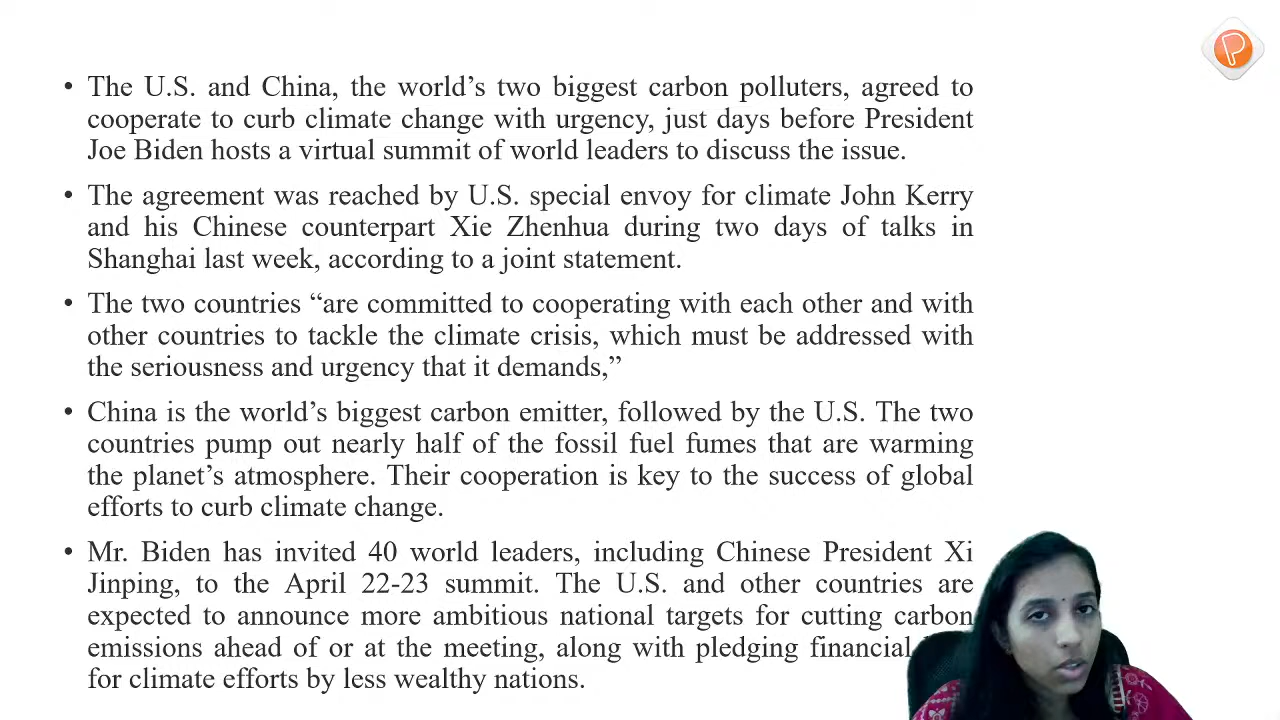 • The U.S. and China, the world's two biggest carbon polluters, agreed to
cooperate to curb climate change with urgency, just days before President
Joe Biden hosts a virtual summit of world leaders to discuss the issue.
• The agreement was reached by U.S. special envoy for climate John Kerry
and his Chinese counterpart Xie Zhenhua during two days of talks in
Shanghai last week, according to a joint statement.
• The two countries “are committed to cooperating with each other and with
other countries to tackle the climate crisis, which must be addressed with
the seriousness and urgency that it demands,”
• China is the world's biggest carbon emitter, followed by the U.S. The two
countries pump out nearly half of the fossil fuel fumes that are warming
the planet's atmosphere. Their cooperation is key to the success of global
efforts to curb climate change.
• Mr. Biden has invited 40 world leaders, including Chinese President Xi
Jinping, to the April 22-23 summit. The U.S. and other countries are
expected to announce more ambitious national targets for cutting carbon
emissions ahead of or at the meeting, along with pledging financial
for climate efforts by less wealthy nations.
P